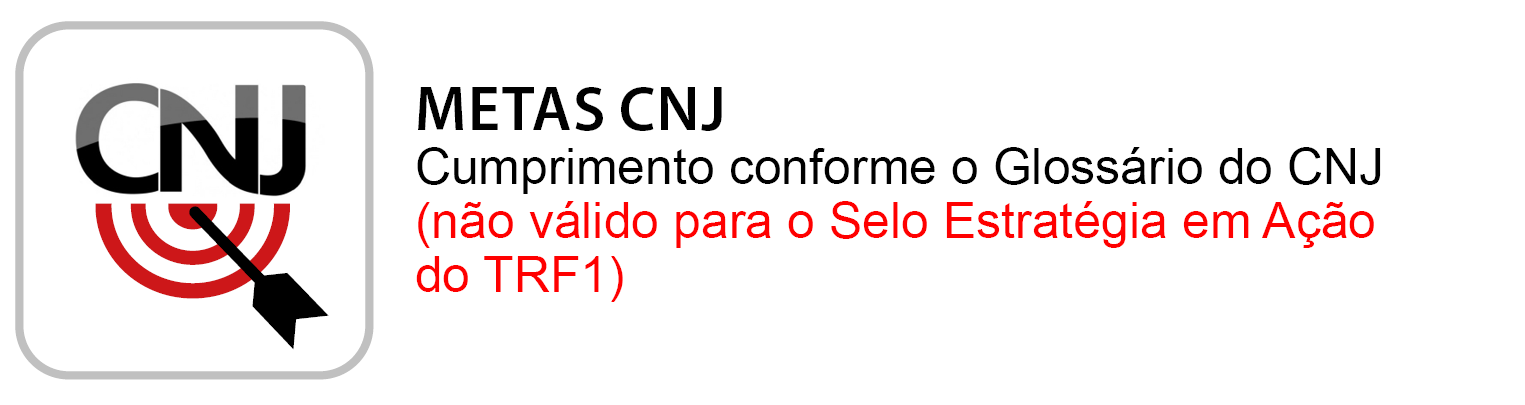 CNJ
METAS CNJ
Cumprimento conforme o Glossário do CNJ
(não válido para o Selo Estratégia em Ação
do TRF1)